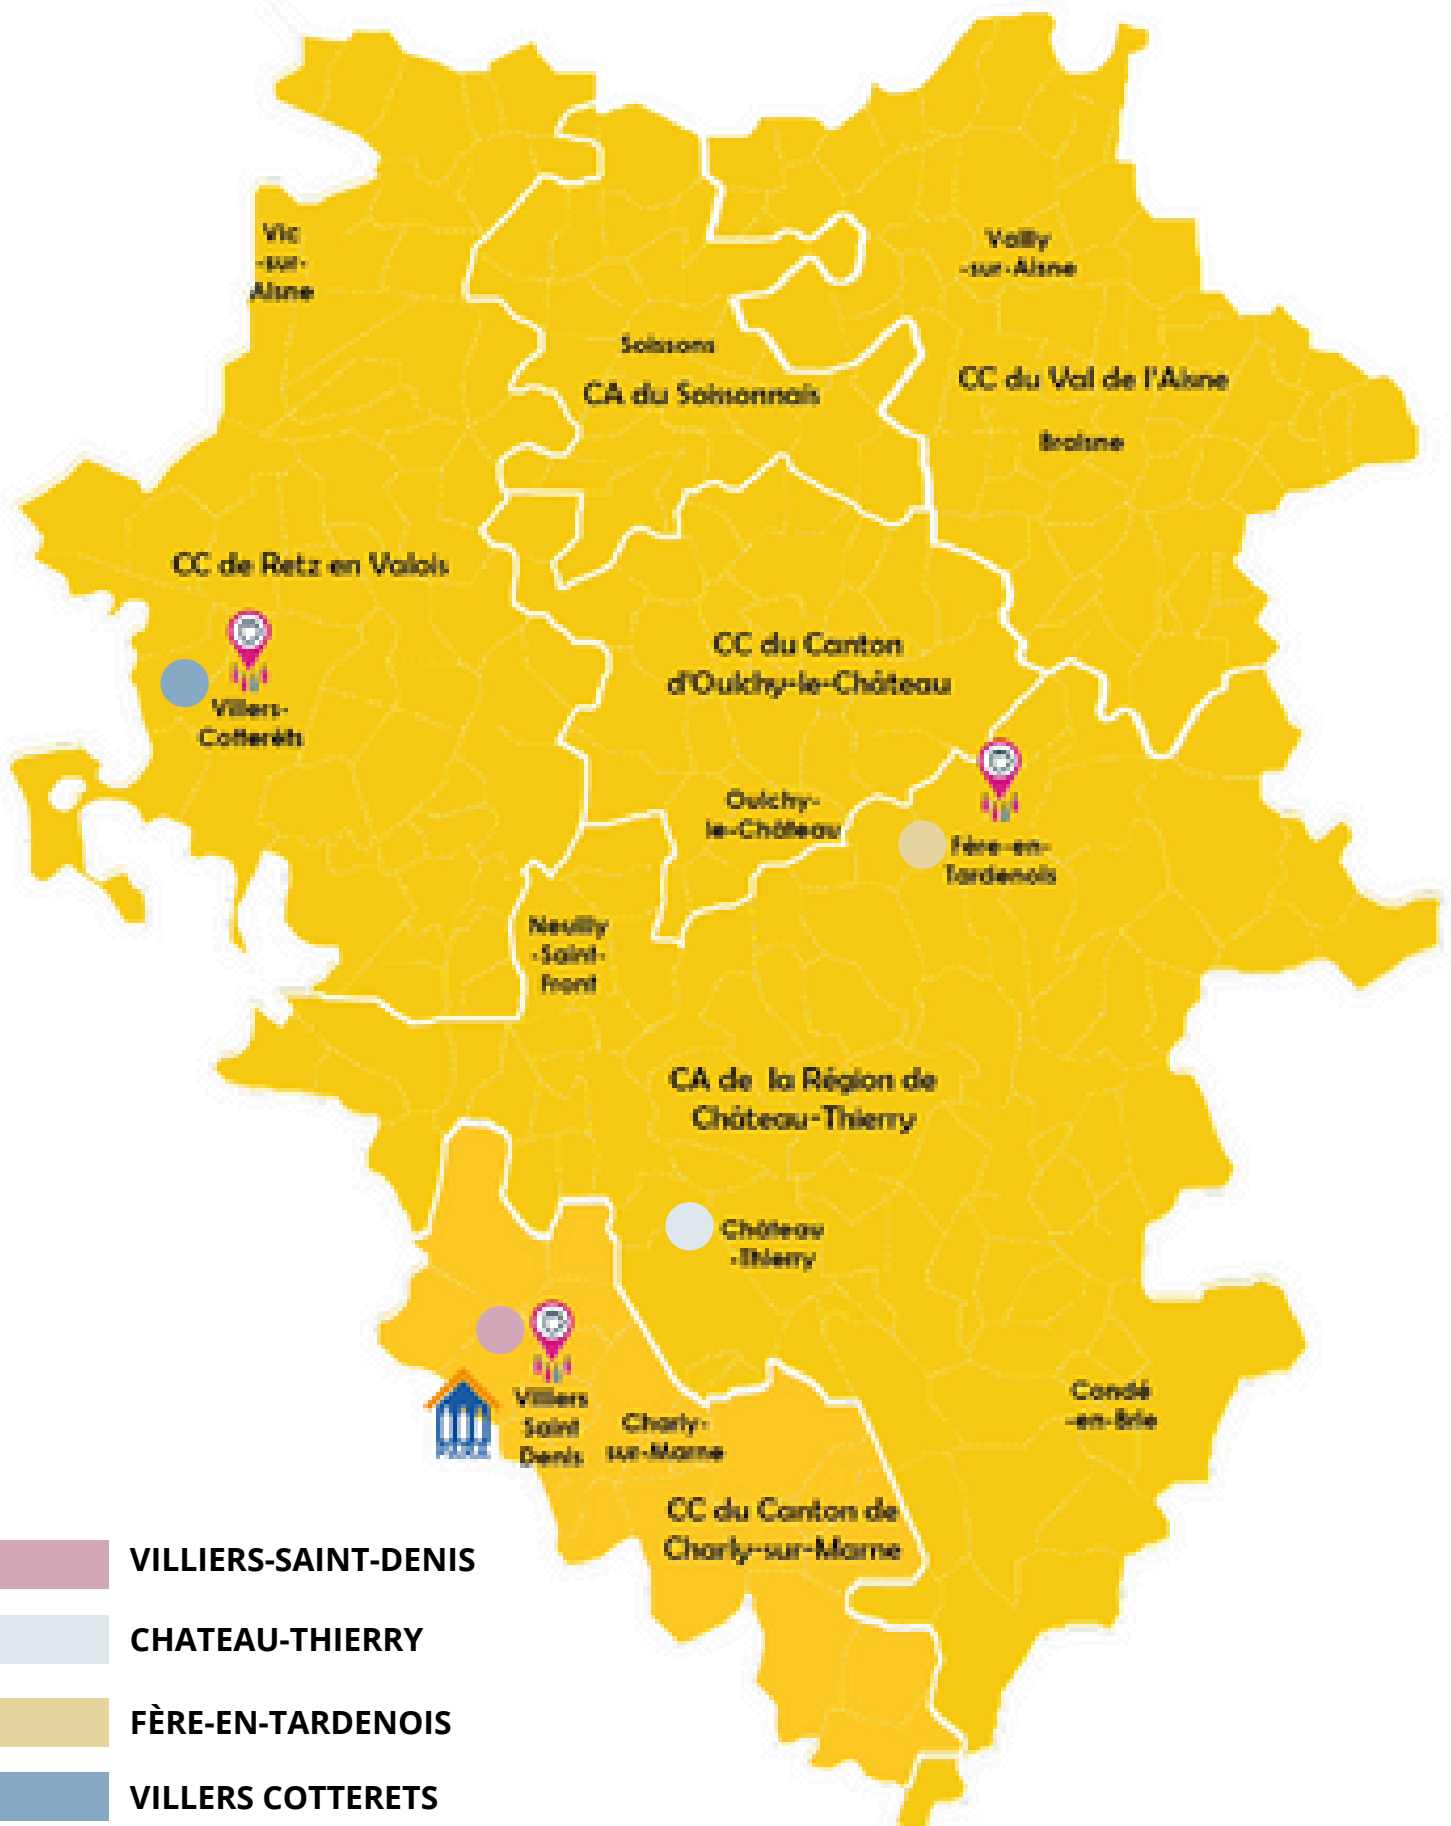 Vic
-sur-
Aisne
Vailly
-sur-Aisne
Soissons
CA du Soissonnais
CC du Val de l'Aisne
Braisne
CC de Retz en Valois
CC du Canton
d'Oulchy-le-Château
Villers-
Cotterêts
Oulchy-
le-Château
Fère-en-
Tardenois
Neuilly
-Saint-
Front
CA de la Région de
Château-Thierry
Château
-Thierry
Villiers
Saint
Denis
Charly-
sur-Marne
Condé
-en-Brie
CC du Canton de
Charly-sur-Marne
VILLIERS-SAINT-DENIS
CHATEAU-THIERRY
FÈRE-EN-TARDENOIS
VILLERS COTTERETS